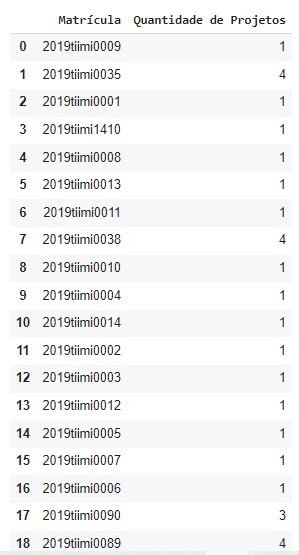 Matrícula Quantidade de Projetos
0 2019tiimi0009 1
1 2019tiimi0035 4
2 2019tiimi0001 1
3 2019tiimi1410 1
4 2019tiimi0008 1
5 2019tiimi0013 1
6 2019tiimi0011 1
7 2019tiimi0038 4
8 2019tiimi0010 1
9 2019tiimi0004 1
10 2019tiimi0014 1
11 2019tiimi0002 1
12 2019tiimi0003 1
13 2019tiimi0012 1
14 2019tiimi0005 1
15 2019tiimi0007 1
16 2019tiimi0006 1
17 2019tiimi0090 3
18 2019tiimi0089 4